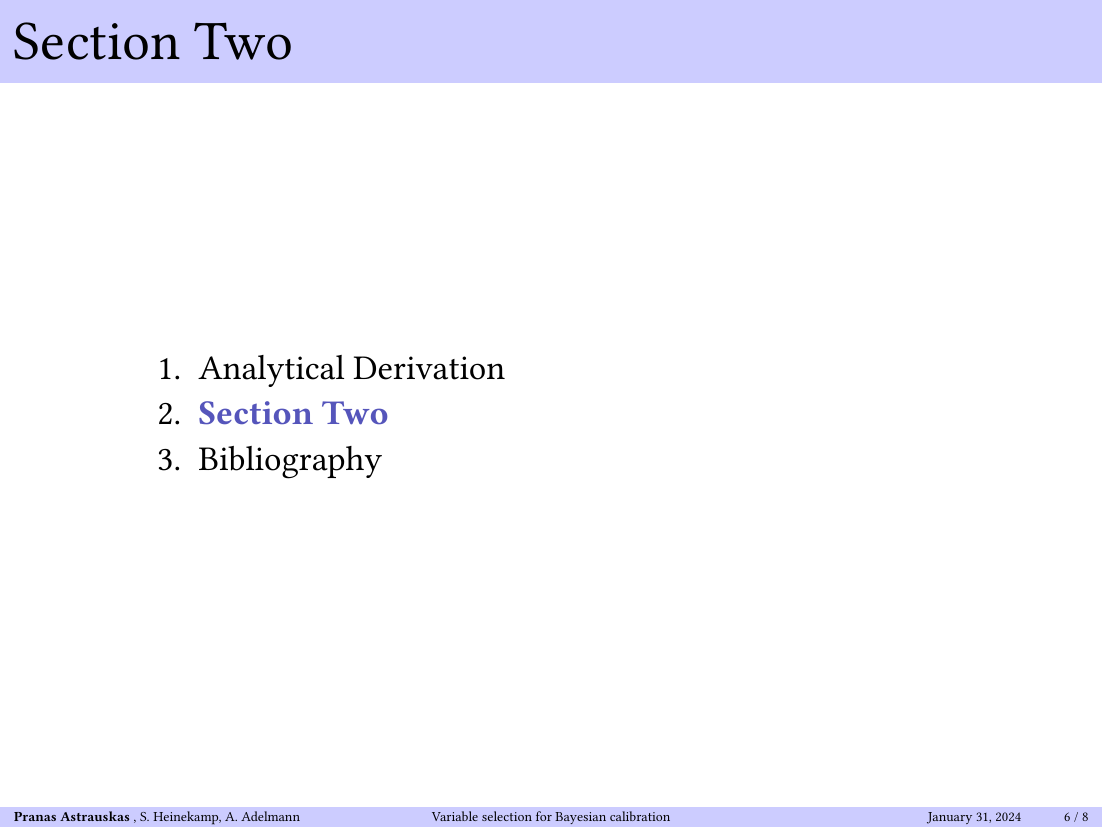 Section Two
1. Analytical Derivation
2. Section Two
3. Bibliography
Pranas Astrauskas , S. Heinekamp, A. Adelmann Variable selection for Bayesian calibration January 31, 2024 6 / 8